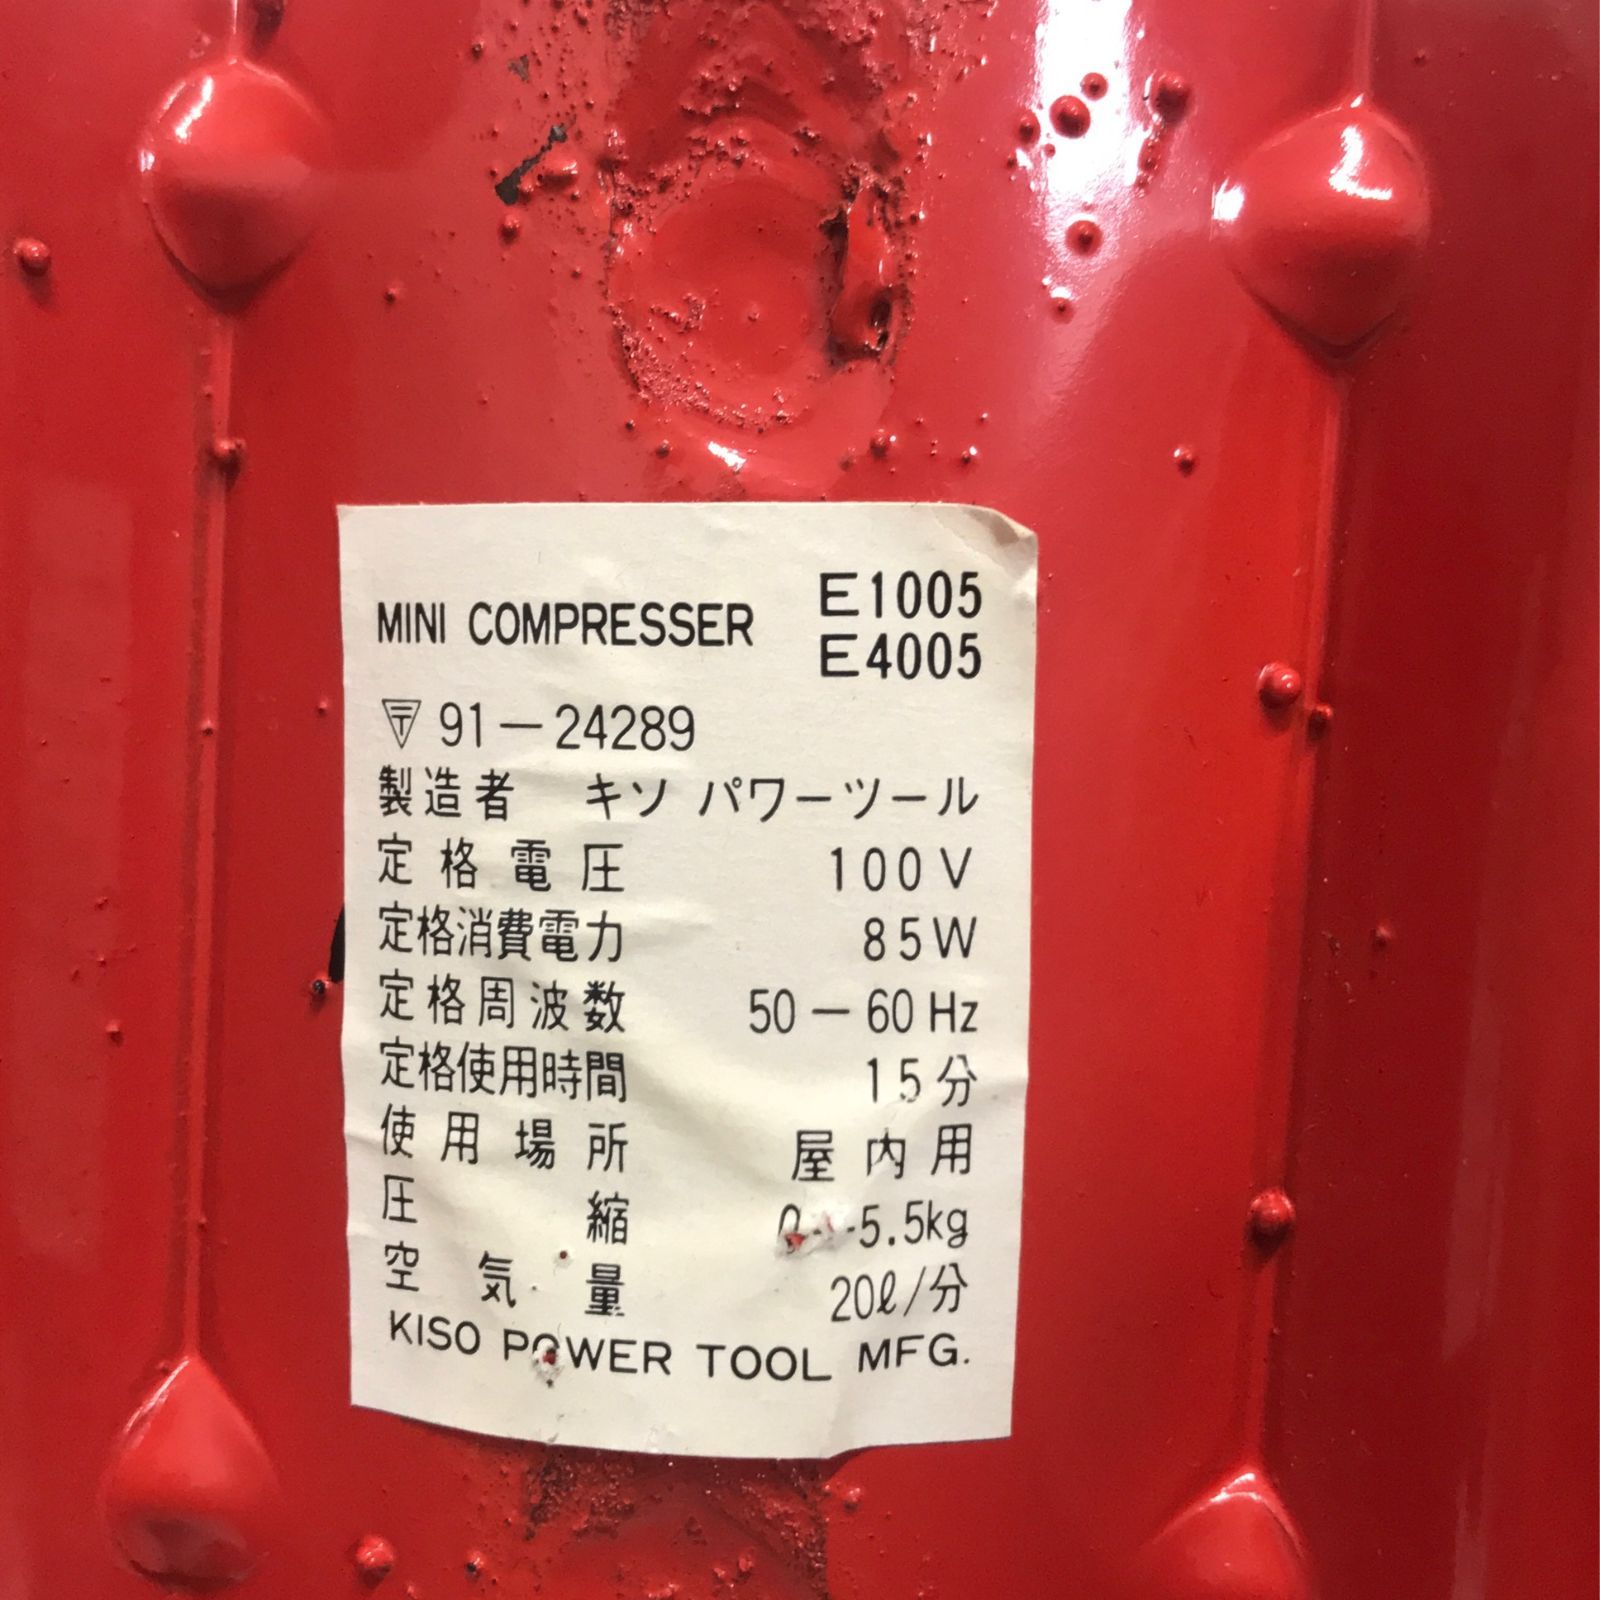 MINI COMPRESSER E1005
E4005
91-24289
製造者 キソ パワーツール
定格電圧 100V
定格消費電力 85W
定格周波数 50-60Hz
定格使用時間 15分
使用場所 屋内用
圧縮 0-5.5kg
空気量 20ℓ/分
KISO POWER TOOL MFG.